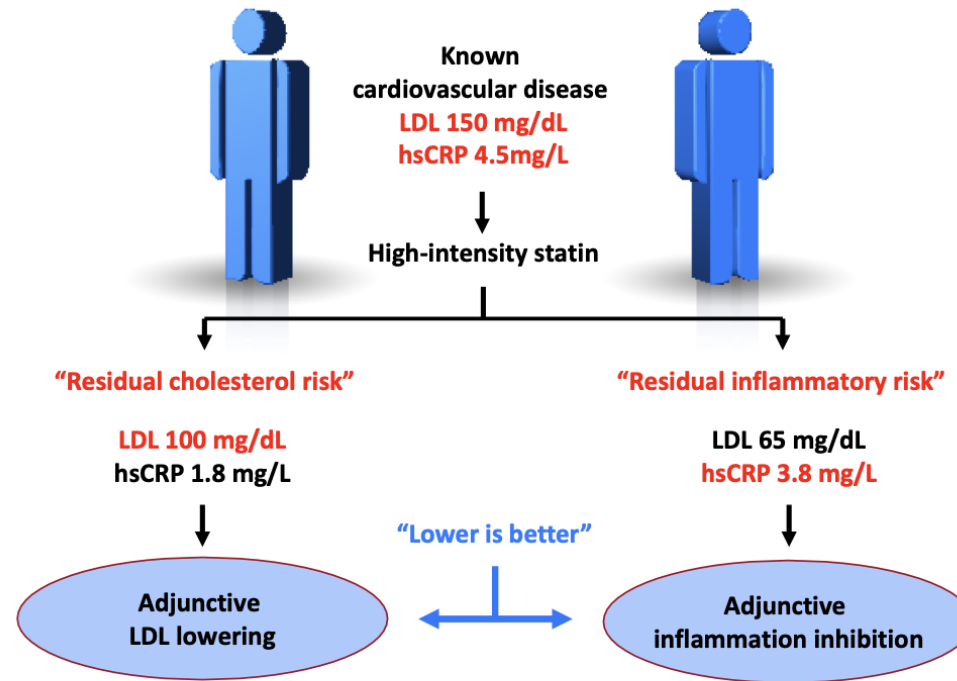 Known
cardiovascular disease
LDL 150 mg/dL
hsCRP 4.5mg/L
High-intensity statin
“Residual cholesterol risk”
LDL 100 mg/dL
hsCRP 1.8 mg/L
“Residual inflammatory risk”
LDL 65 mg/dL
hsCRP 3.8 mg/L
“Lower is better”
Adjunctive
LDL lowering
Adjunctive
inflammation inhibition